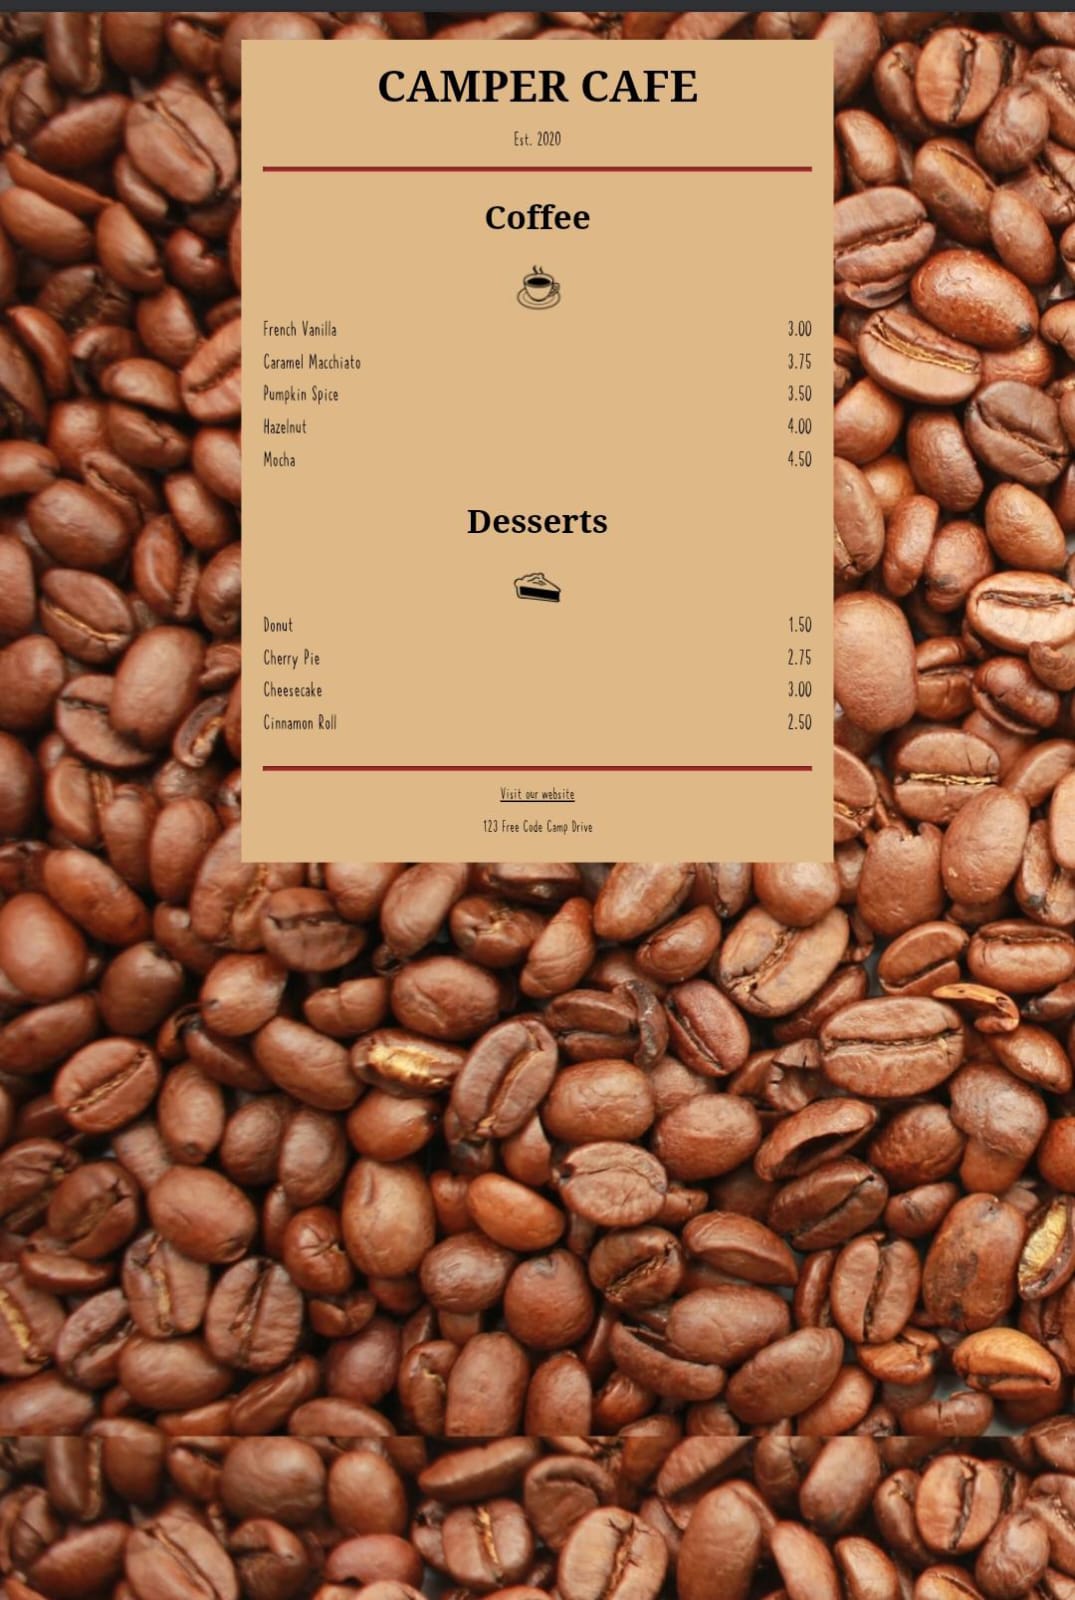 CAMPER CAFE
Est. 2020
Coffee
French Vanilla 3.00
Caramel Macchiato 3.75
Pumpkin Spice 3.50
Hazelnut 4.00
Mocha 4.50
Desserts
Donut 1.50
Cherry Pie 2.75
Cheesecake 3.00
Cinnamon Roll 2.50
Visit our website
123 Free Code Camp Drive